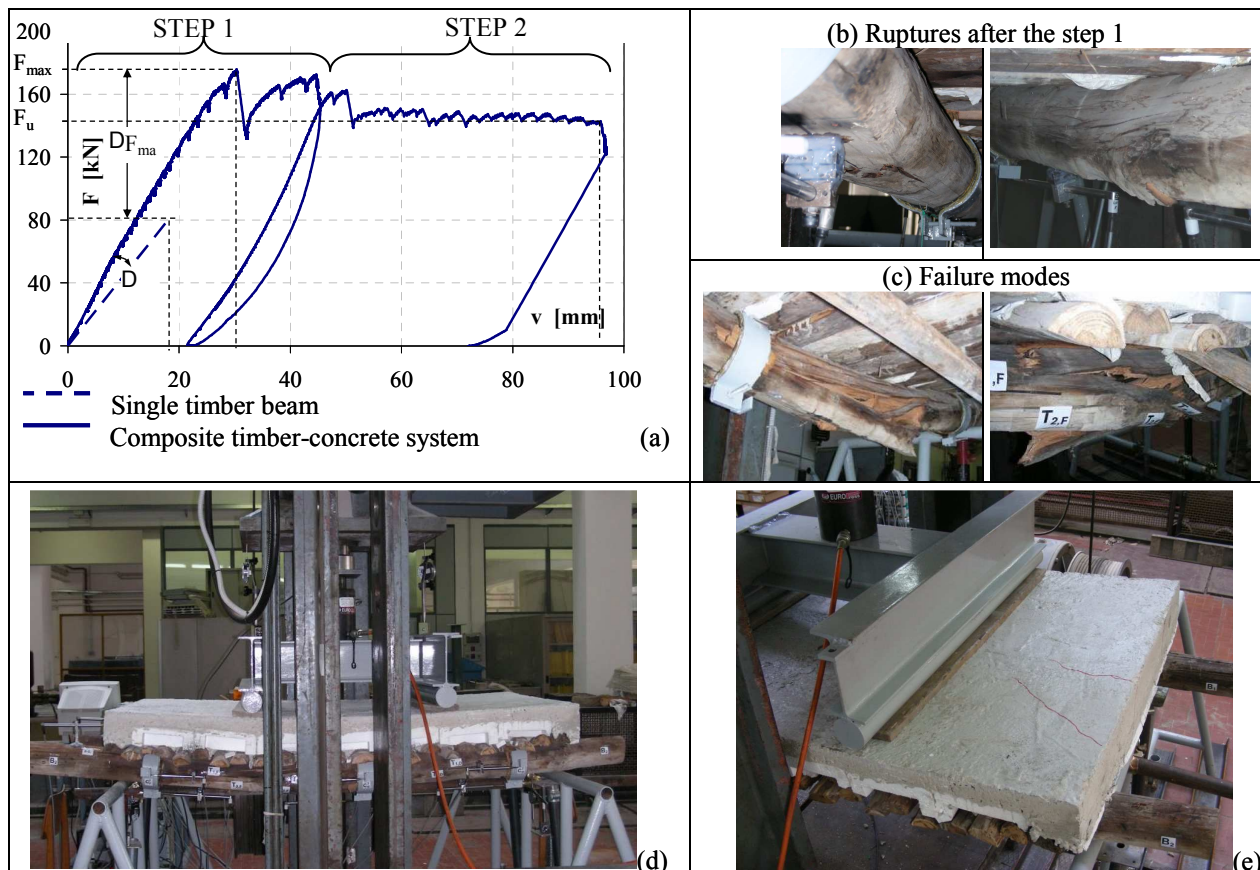 STEP 1
STEP 2
200
F_max
160
F_u
DF_ma
F [kN]
120
80
D
40
v [mm]
0
0 20 40 60 80 100
Single timber beam
Composite timber-concrete system
(a)
(b) Ruptures after the step 1
(c) Failure modes
,F
T_2,F
(d)
(e)